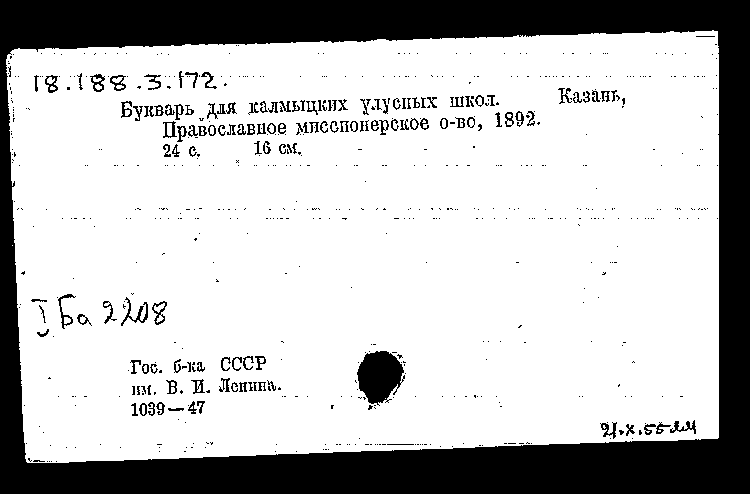 18.188.3.172.
Букварь для калмыцких улусных школ. Казань,
Православное миссионерское о-во, 1892.
24 с. 16 см.
I Ба 2208
Гос. б-ка СССР
им. В. И. Ленина.
1039—47
21.X.55